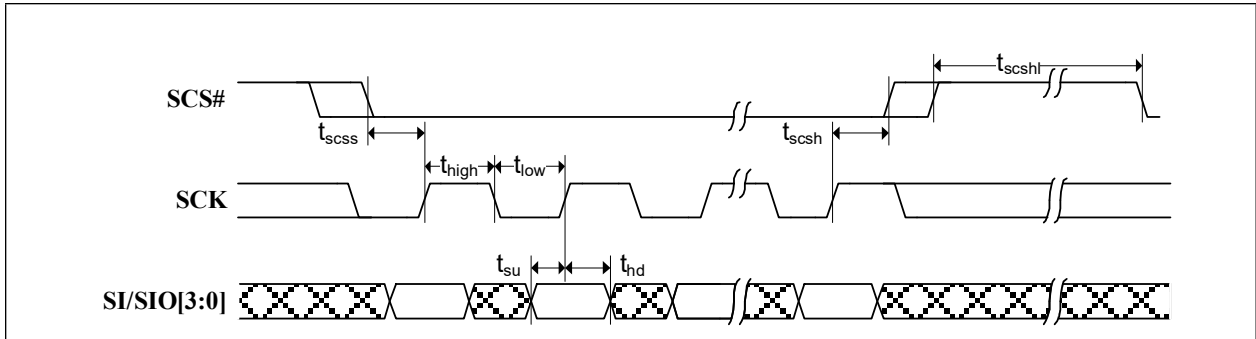 t_scshl
SCS#
t_scss
t_scsh
t_high
t_low
SCK
t_su
t_hd
SI/SIO[3:0]